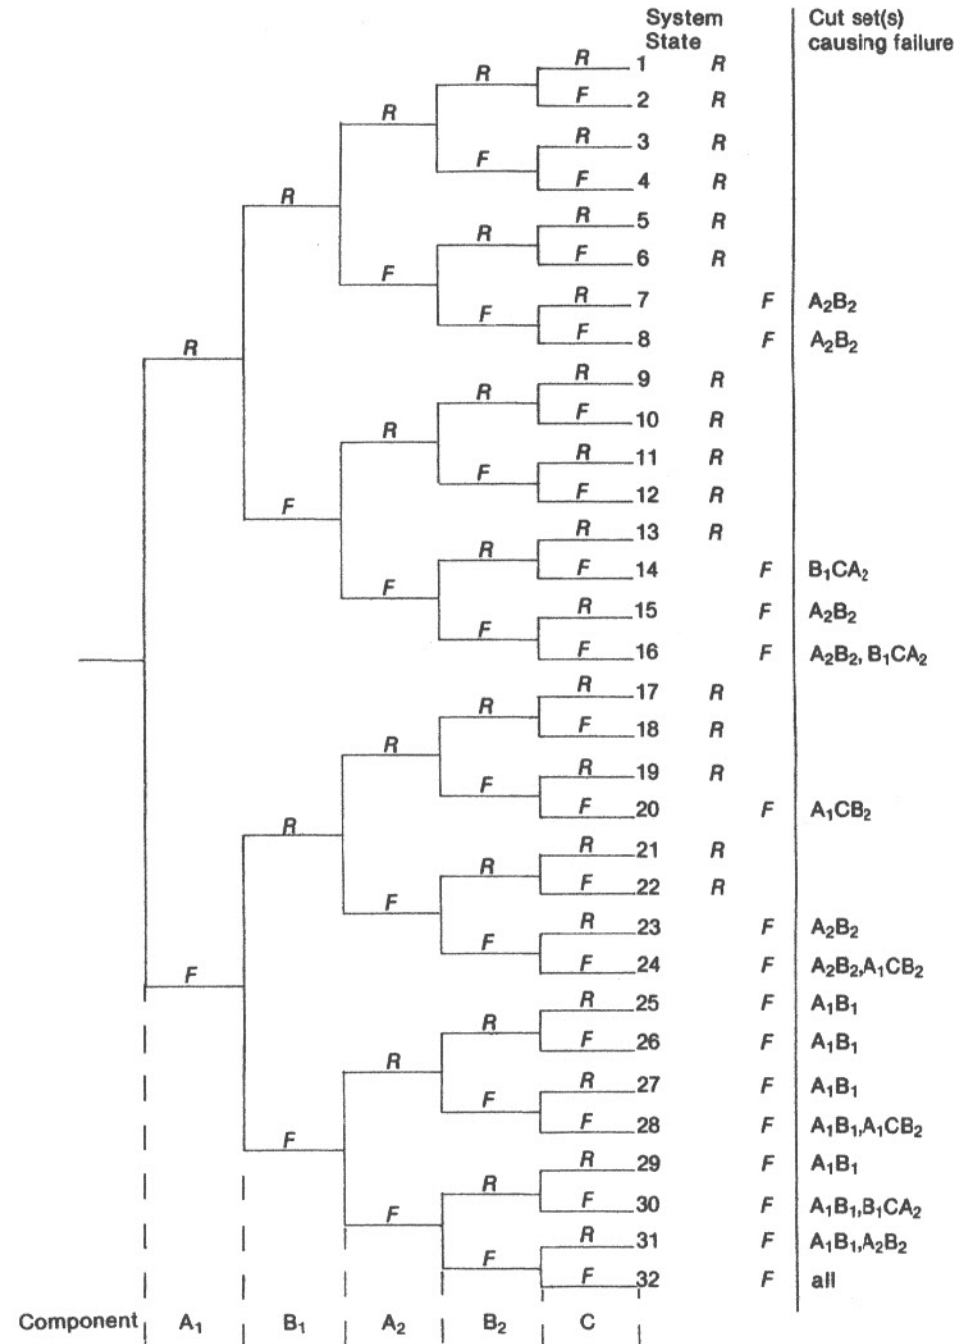 System Cut set(s)
State causing failure
R
R 1 R
R F 2 R
R 3 R
F F 4 R
R
R 5 R
R F 6 R
F
R 7 F A₂B₂
F F 8 F A₂B₂
R
R 9 R
R F 10 R
R
R 11 R
F F 12 R
F
R 13 R
R F 14 F B₁CA₂
F
R 15 F A₂B₂
F F 16 F A₂B₂, B₁CA₂
R 17 R
R F 18 R
R
R 19 R
F F 20 F A₁CB₂
R
R 21 R
R F 22 R
F
R 23 F A₂B₂
F F 24 F A₂B₂,A₁CB₂
F
R 25 F A₁B₁
R F 26 F A₁B₁
R
R 27 F A₁B₁
F F 28 F A₁B₁,A₁CB₂
F
R 29 F A₁B₁
R F 30 F A₁B₁,B₁CA₂
F
R 31 F A₁B₁,A₂B₂
F F 32 F all
Component A₁ B₁ A₂ B₂ C